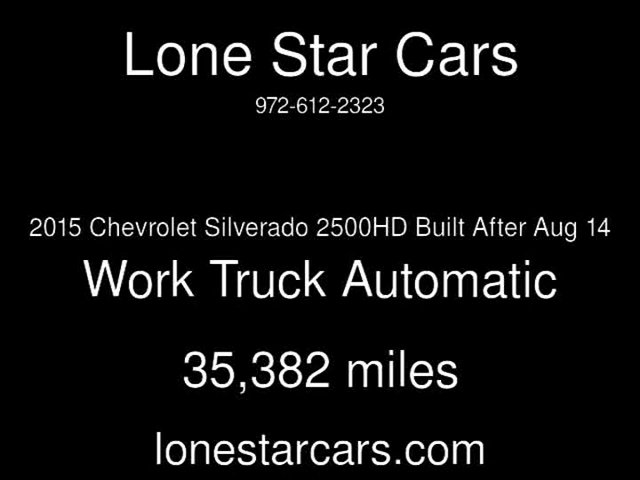 Lone Star Cars
972-612-2323
2015 Chevrolet Silverado 2500HD Built After Aug 14
Work Truck Automatic
35,382 miles
lonestarcars.com